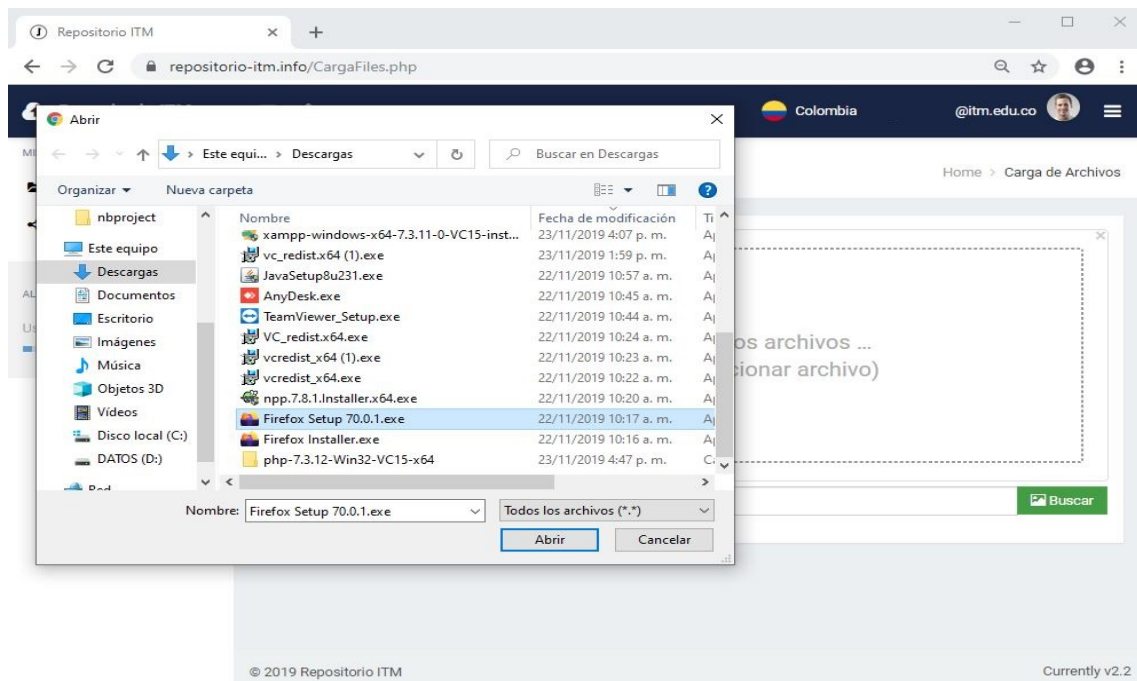 Repositorio ITM
repositorio-itm.info/CargaFiles.php
Colombia
@itm.edu.co
Home > Carga de Archivos
Abrir
Este equi... > Descargas
Buscar en Descargas
Organizar
Nueva carpeta
nbproject
Este equipo
Descargas
Documentos
Escritorio
Imágenes
Música
Objetos 3D
Vídeos
Disco local (C:)
DATOS (D:)
Nombre Fecha de modificación
xampp-windows-x64-7.3.11-0-VC15-inst... 23/11/2019 4:07 p. m.
vc_redist.x64 (1).exe 23/11/2019 1:59 p. m.
JavaSetup8u231.exe 22/11/2019 10:57 a. m.
AnyDesk.exe 22/11/2019 10:45 a. m.
TeamViewer_Setup.exe 22/11/2019 10:44 a. m.
VC_redist.x64.exe 22/11/2019 10:24 a. m.
vcredist_x64 (1).exe 22/11/2019 10:23 a. m.
vcredist_x64.exe 22/11/2019 10:22 a. m.
npp.7.8.1.Installer.x64.exe 22/11/2019 10:20 a. m.
Firefox Setup 70.0.1.exe 22/11/2019 10:17 a. m.
Firefox Installer.exe 22/11/2019 10:16 a. m.
php-7.3.12-Win32-VC15-x64 23/11/2019 4:47 p. m.
Nombre: Firefox Setup 70.0.1.exe Todos los archivos (*.*)
Abrir Cancelar
os archivos ...
cionar archivo)
Buscar
© 2019 Repositorio ITM
Currently v2.2